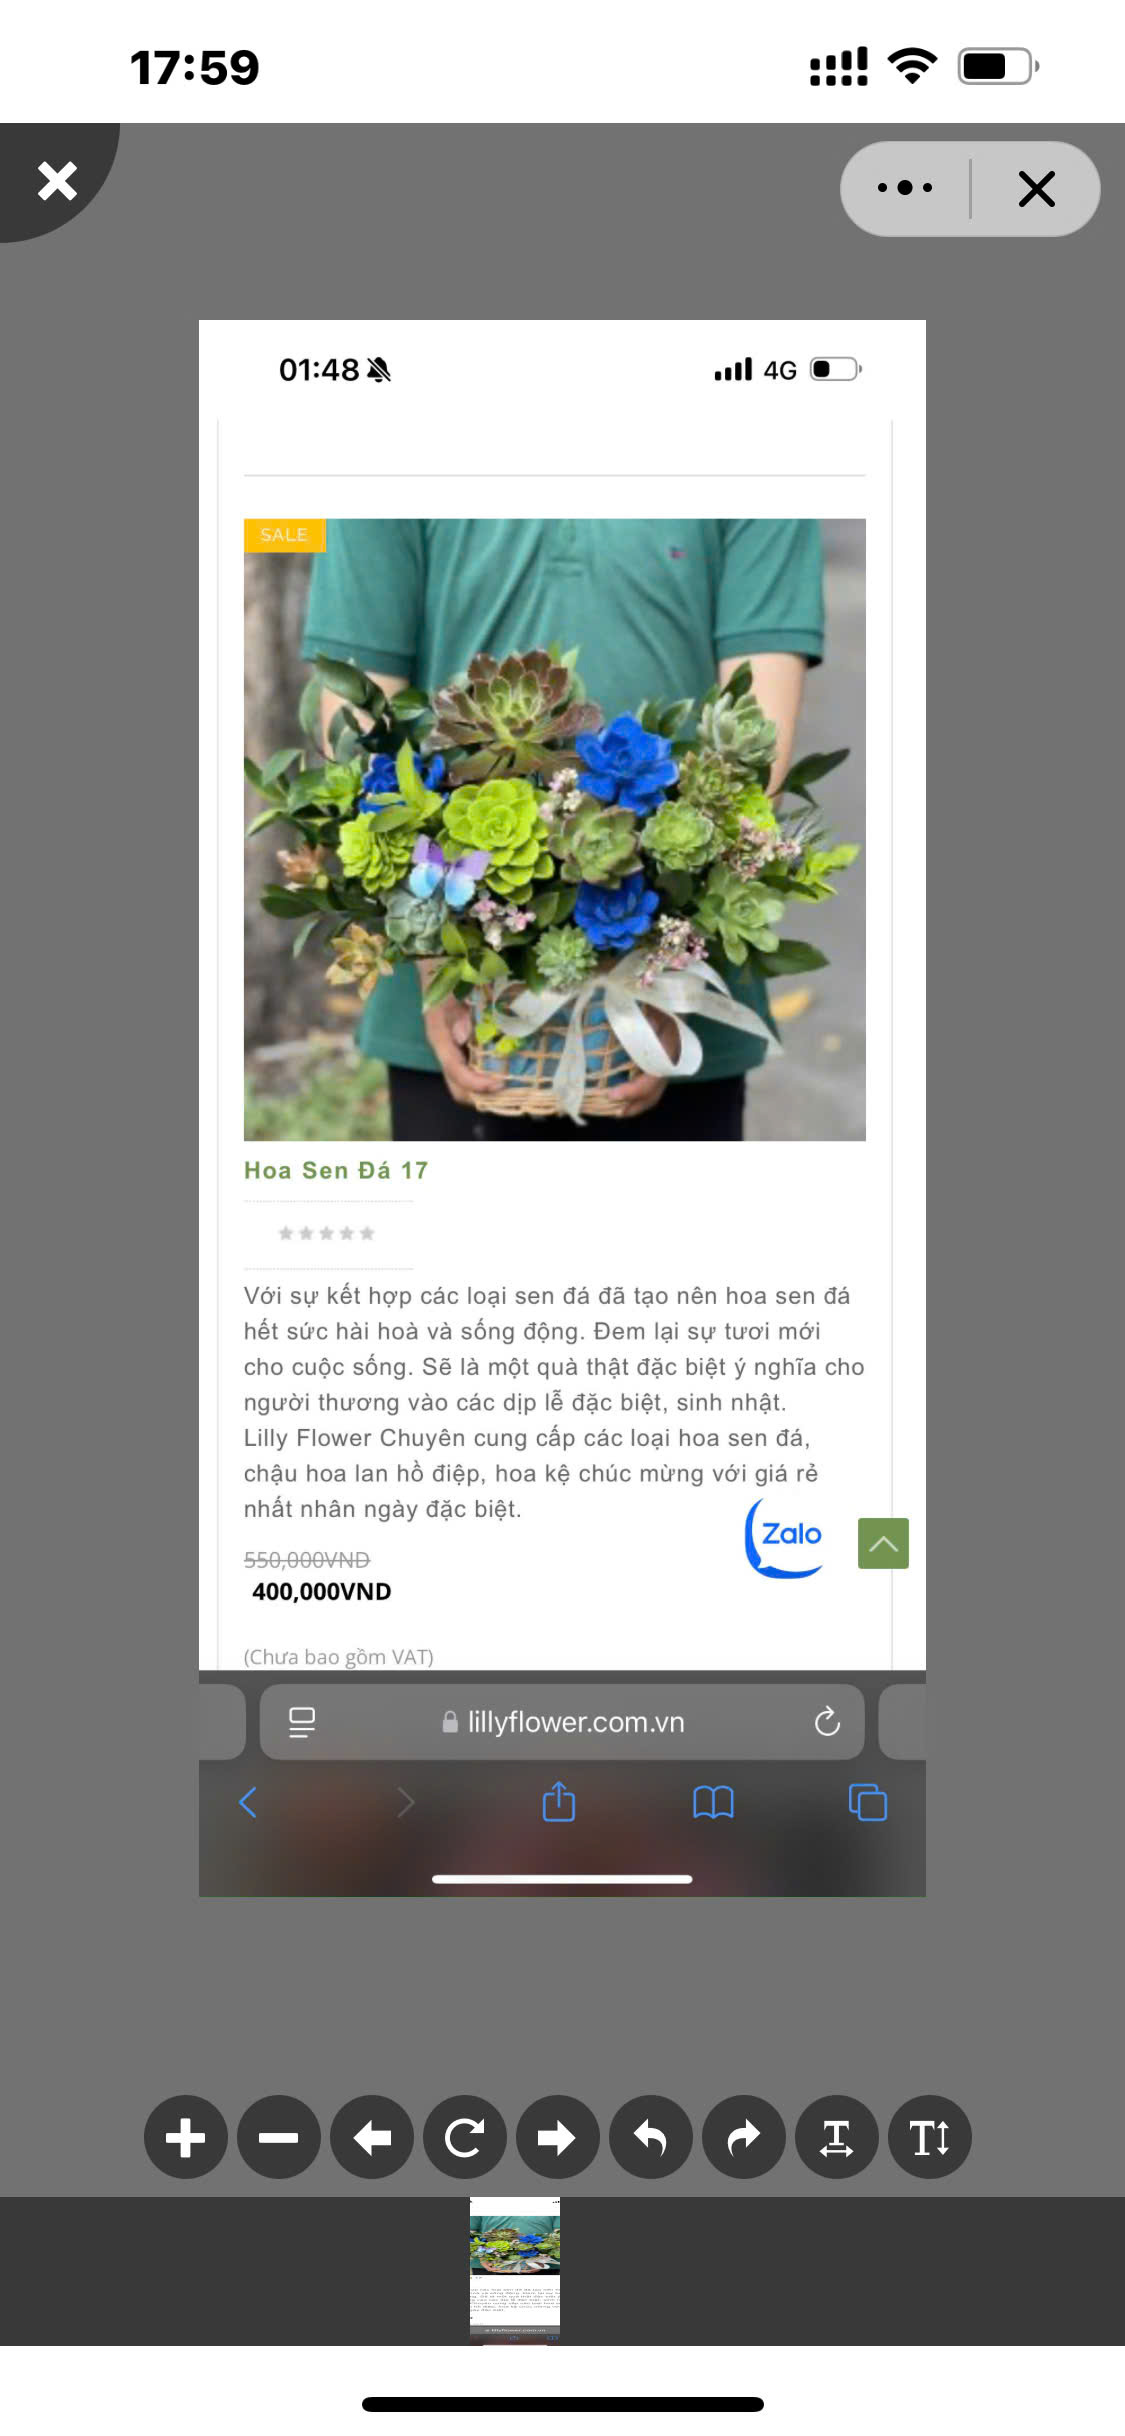 17:59
01:48
4G
SALE
Hoa Sen Đá 17
Với sự kết hợp các loại sen đá đã tạo nên hoa sen đá
hết sức hài hoà và sống động. Đem lại sự tươi mới
cho cuộc sống. Sẽ là một quà thật đặc biệt ý nghĩa cho
người thương vào các dịp lễ đặc biệt, sinh nhật.
Lilly Flower Chuyên cung cấp các loại hoa sen đá,
chậu hoa lan hồ điệp, hoa kệ chúc mừng với giá rẻ
nhất nhân ngày đặc biệt.
Zalo
550,000VND
400,000VND
(Chưa bao gồm VAT)
lillyflower.com.vn